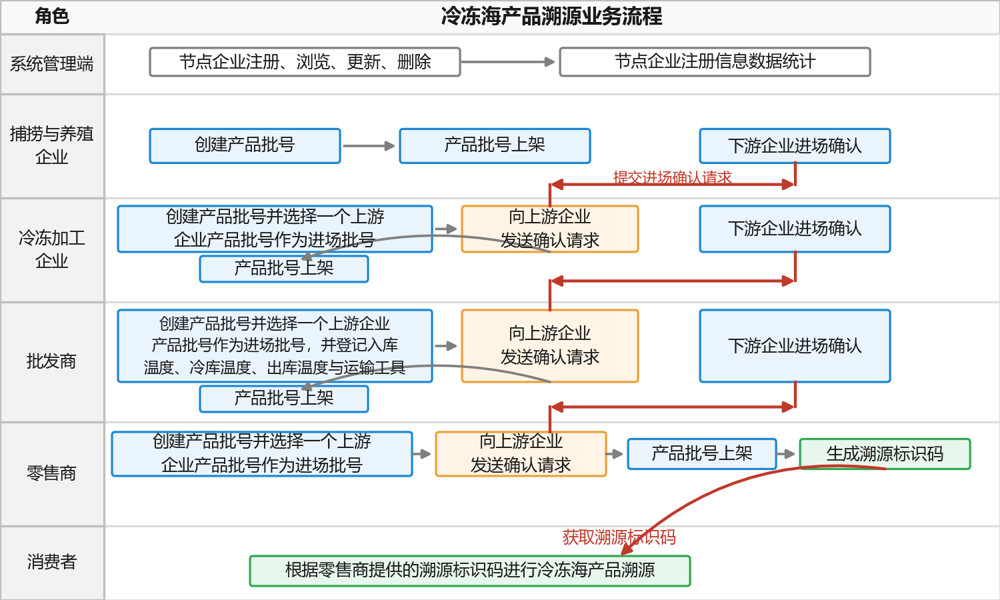 角色
冷冻海产品溯源业务流程
系统管理端
节点企业注册、浏览、更新、删除
节点企业注册信息数据统计
捕捞与养殖
企业
创建产品批号
产品批号上架
下游企业进场确认
提交进场确认请求
冷冻加工
企业
创建产品批号并选择一个上游
企业产品批号作为进场批号
向上游企业
发送确认请求
下游企业进场确认
产品批号上架
批发商
创建产品批号并选择一个上游企业
产品批号作为进场批号，并登记入库
温度、冷库温度、出库温度与运输工具
向上游企业
发送确认请求
下游企业进场确认
产品批号上架
零售商
创建产品批号并选择一个上游
企业产品批号作为进场批号
向上游企业
发送确认请求
产品批号上架
生成溯源标识码
获取溯源标识码
消费者
根据零售商提供的溯源标识码进行冷冻海产品溯源